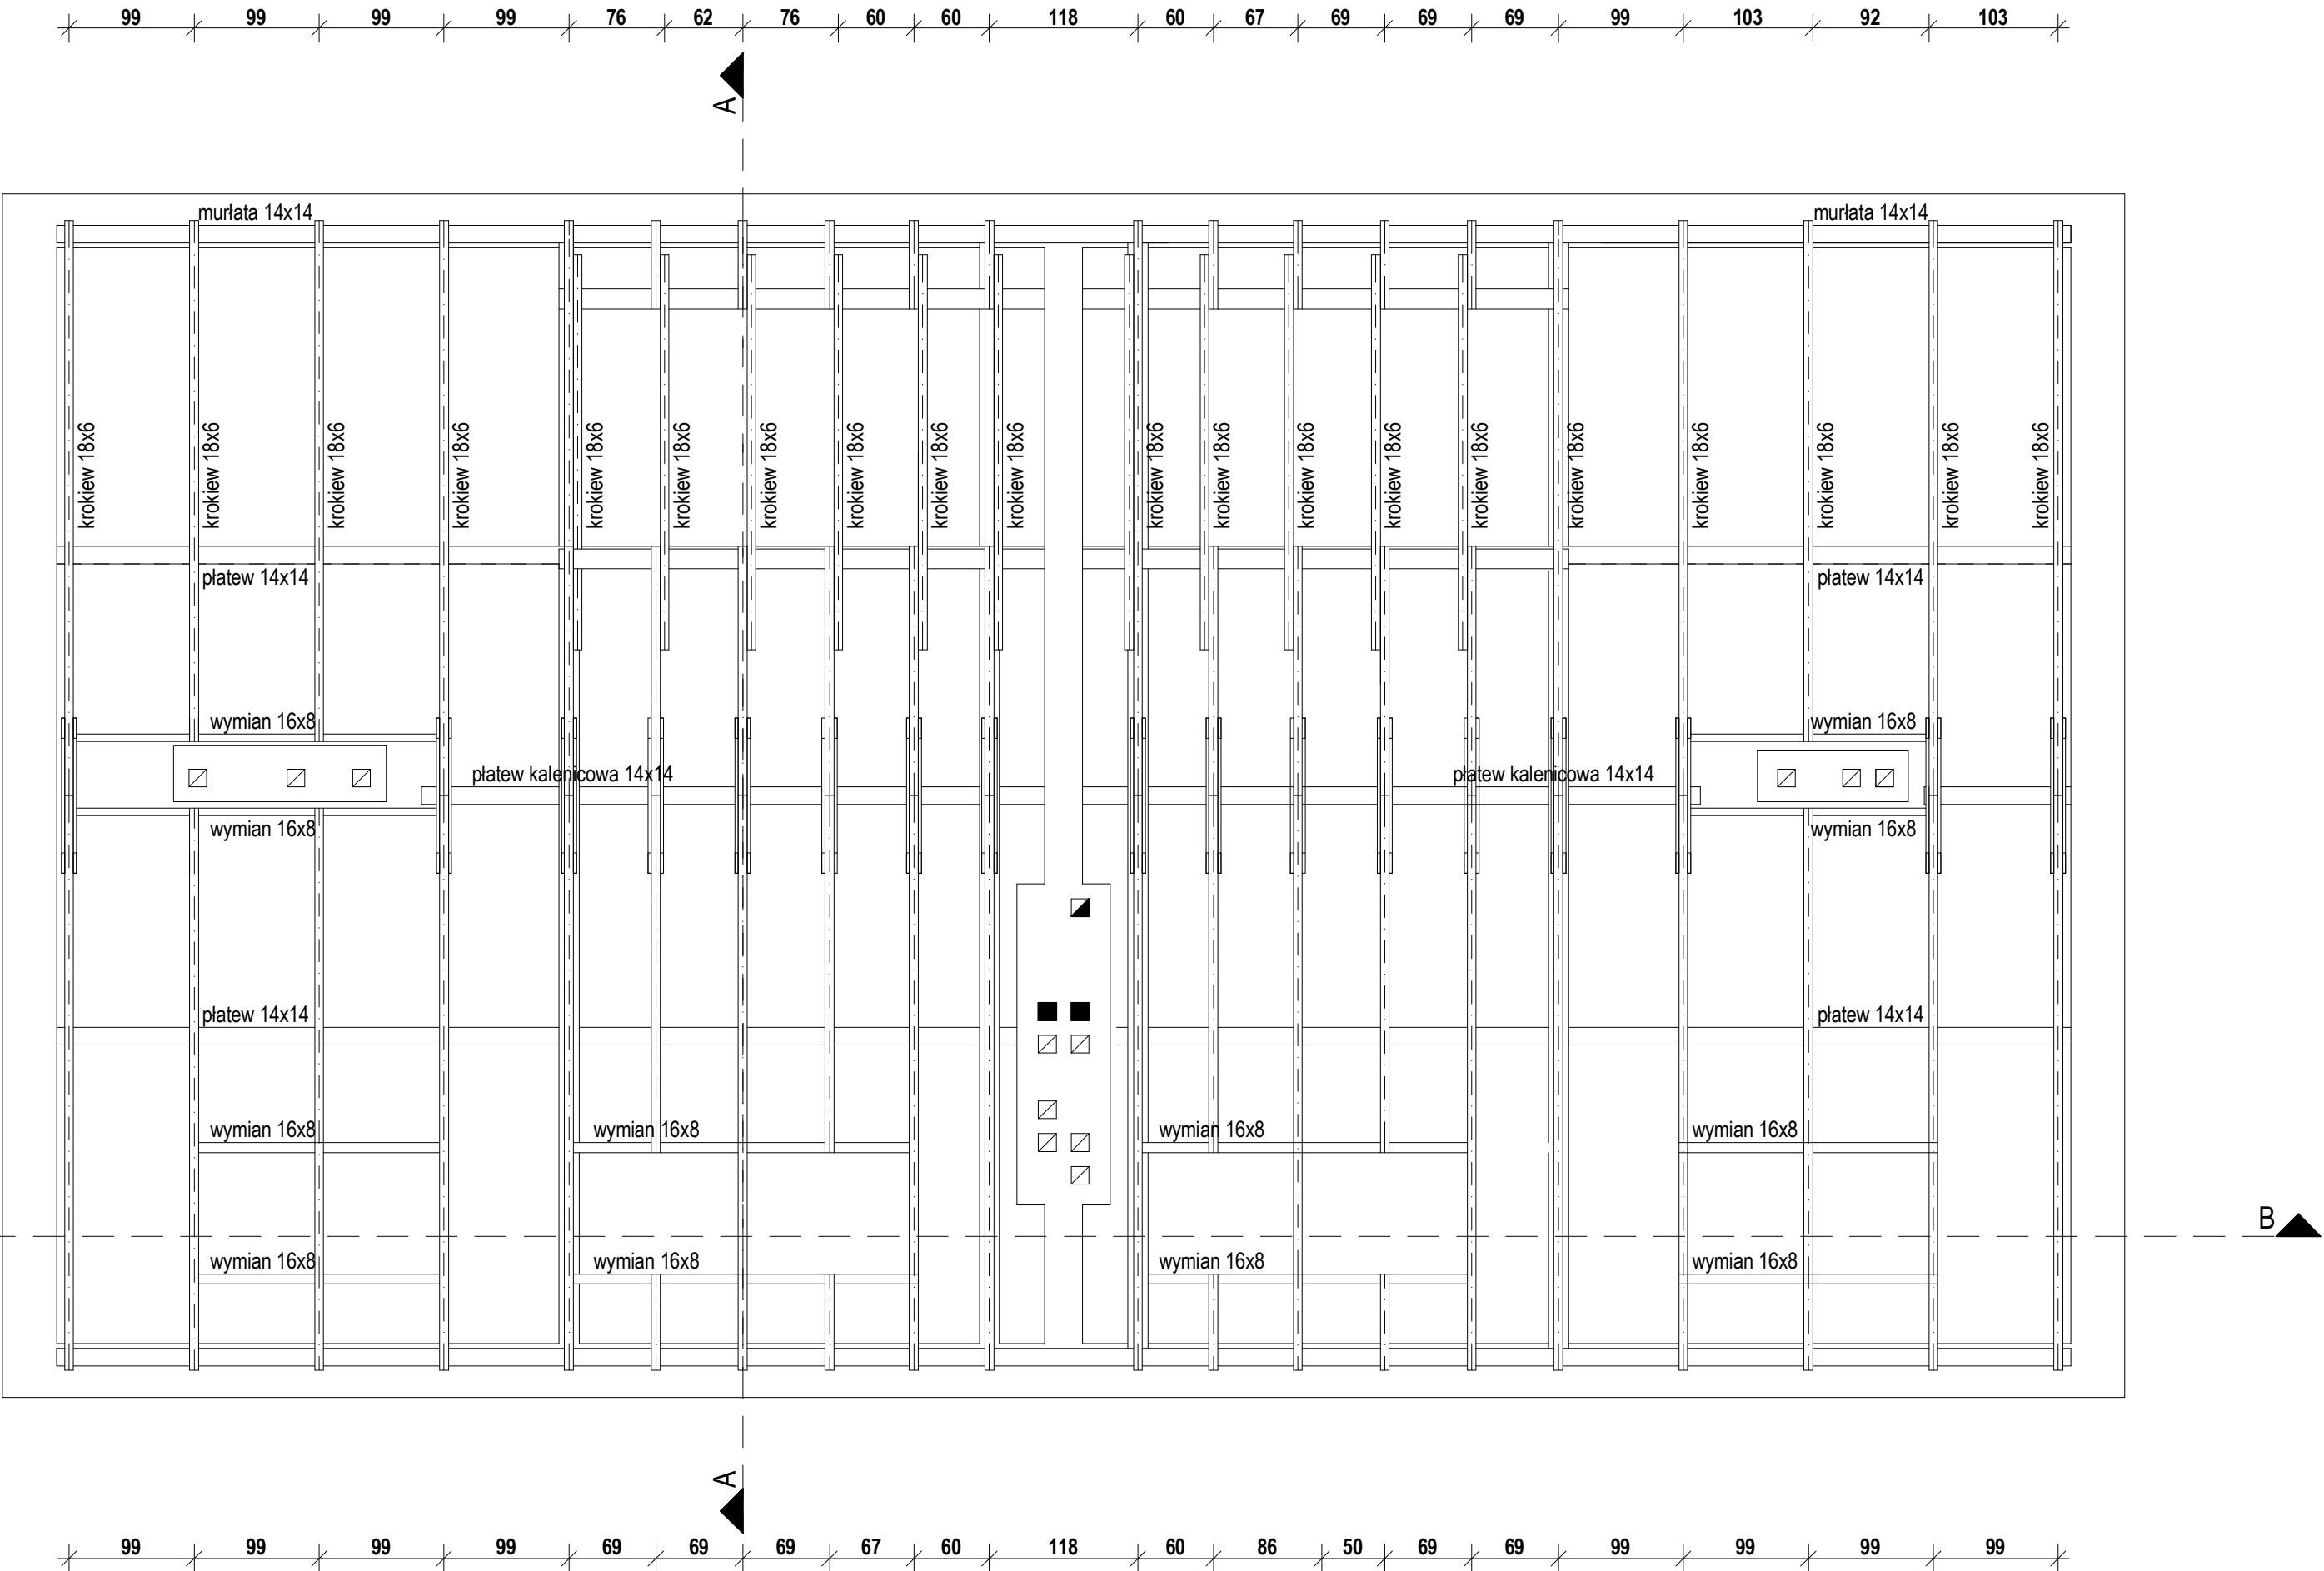 99 99 99 99 76 62 76 60 60 118 60 67 69 69 69 99 103 92 103
A
murłata 14x14 murłata 14x14
krokiew 18x6 krokiew 18x6 krokiew 18x6 krokiew 18x6 krokiew 18x6 krokiew 18x6 krokiew 18x6 krokiew 18x6 krokiew 18x6 krokiew 18x6 krokiew 18x6 krokiew 18x6 krokiew 18x6 krokiew 18x6 krokiew 18x6 krokiew 18x6 krokiew 18x6 krokiew 18x6 krokiew 18x6 krokiew 18x6
płatew 14x14 płatew 14x14
wymian 16x8 wymian 16x8
płatew kalenicowa 14x14 płatew kalenicowa 14x14
wymian 16x8 wymian 16x8
płatew 14x14 płatew 14x14
wymian 16x8 wymian 16x8 wymian 16x8 wymian 16x8
B
wymian 16x8 wymian 16x8 wymian 16x8 wymian 16x8
A
99 99 99 99 69 69 69 67 60 118 60 86 50 69 69 99 99 99 99